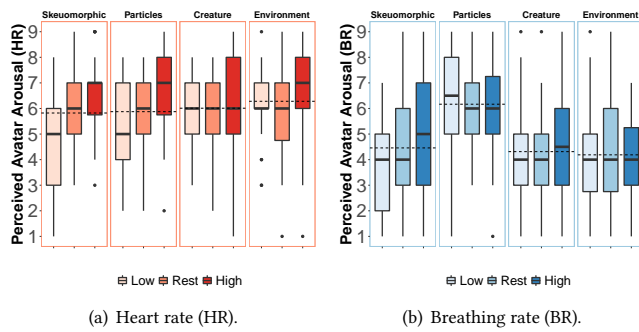 Skeuomorphic Particles Creature Environment
Perceived Avatar Arousal (HR)
9
8
7
6
5
4
3
2
1
Low Rest High
(a) Heart rate (HR).
Skeuomorphic Particles Creature Environment
Perceived Avatar Arousal (BR)
9
8
7
6
5
4
3
2
1
Low Rest High
(b) Breathing rate (BR).